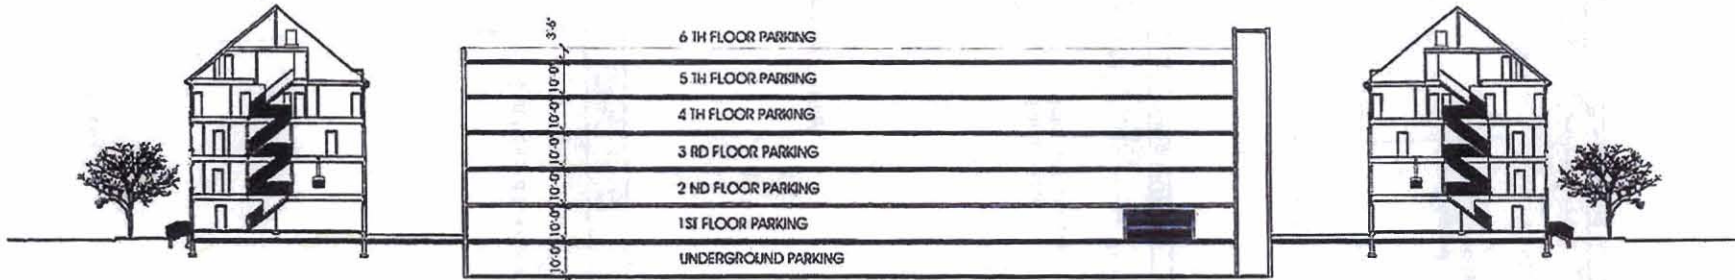 3'-6"
6 TH FLOOR PARKING
10'-0"
5 TH FLOOR PARKING
10'-0"
4 TH FLOOR PARKING
10'-0"
3 RD FLOOR PARKING
10'-0"
2 ND FLOOR PARKING
10'-0"
1ST FLOOR PARKING
10'-0"
UNDERGROUND PARKING